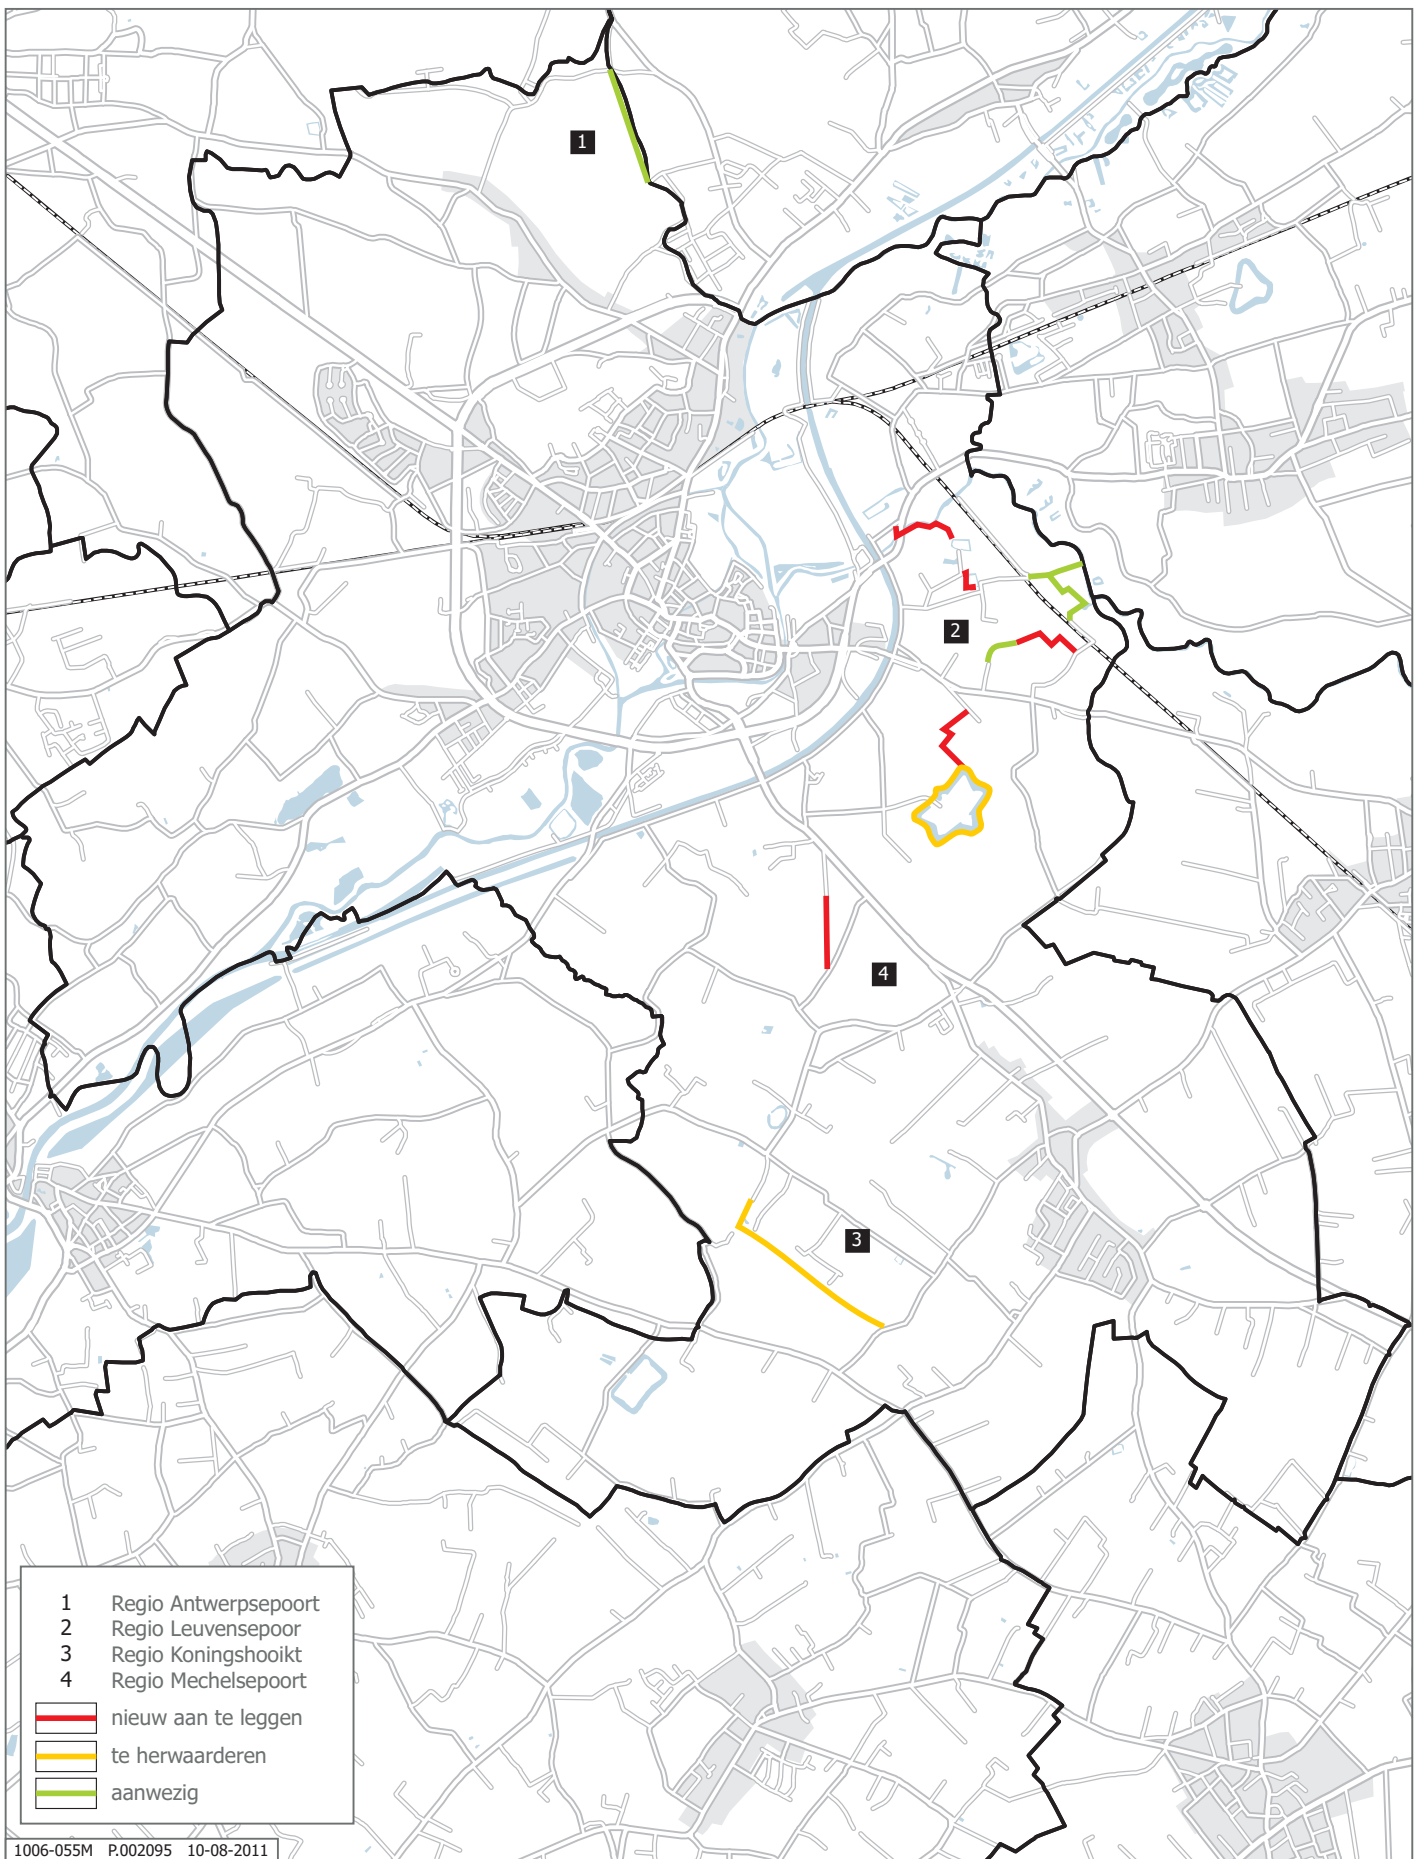 1
2
4
3
1 Regio Antwerpsepoort
2 Regio Leuvensepoor
3 Regio Koningshooikt
4 Regio Mechelsepoort
nieuw aan te leggen
te herwaarderen
aanwezig
1006-055M P.002095 10-08-2011